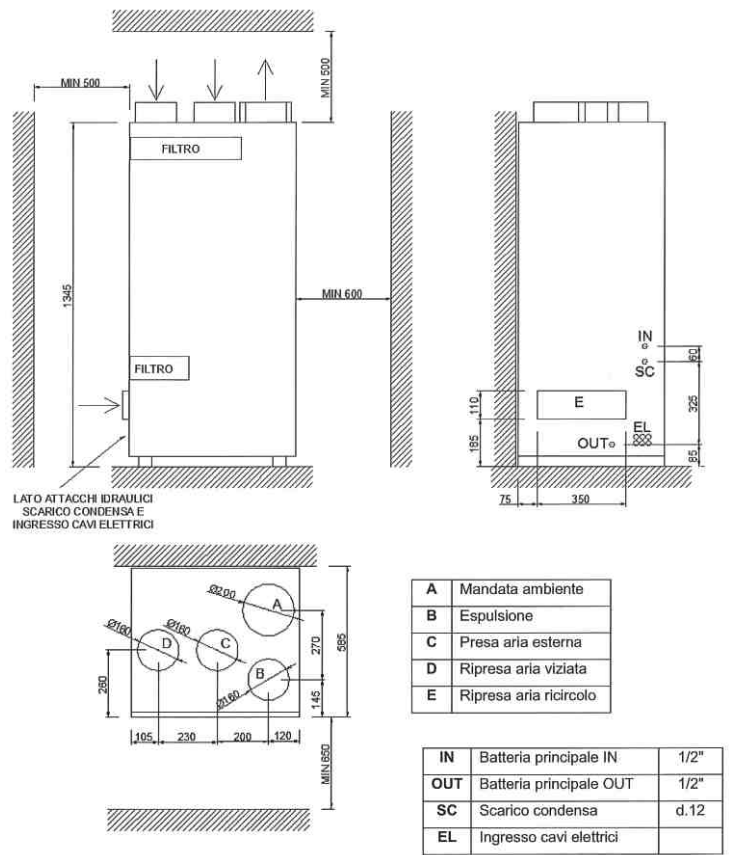 MIN 500
MIN 500
FILTRO
1345
MIN 600
FILTRO
LATO ATTACCHI IDRAULICI
SCARICO CONDENSA E
INGRESSO CAVI ELETTRICI
IN
SC
60
325
110
E
185
OUT
EL
85
75
350
Ø200
A
Ø160
D
Ø160
C
B
Ø160
260
270
585
145
105
230
200
120
MIN 650
A Mandata ambiente
B Espulsione
C Presa aria esterna
D Ripresa aria viziata
E Ripresa aria ricircolo
IN Batteria principale IN 1/2"
OUT Batteria principale OUT 1/2"
SC Scarico condensa d.12
EL Ingresso cavi elettrici